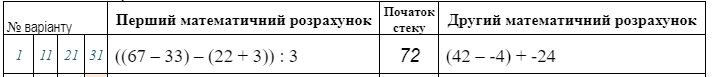 № варіанту Перший математичний розрахунок Початок стеку Другий математичний розрахунок
1 11 21 31 ((67 – 33) – (22 + 3)) : 3 72 (42 – -4) + -24